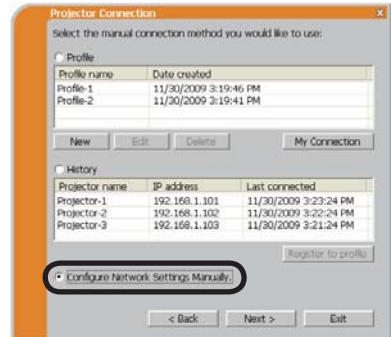 Projector Connection
Select the manual connection method you would like to use:
Profile
Profile name Date created
Profile-1 11/30/2009 3:19:46 PM
Profile-2 11/30/2009 3:19:41 PM
New Edit Delete My Connection
History
Projector name IP address Last connected
Projector-1 192.168.1.101 11/30/2009 3:23:24 PM
Projector-2 192.168.1.102 11/30/2009 3:22:24 PM
Projector-3 192.168.1.103 11/30/2009 3:21:24 PM
Register to profile
Configure Network Settings Manually.
< Back Next > Exit